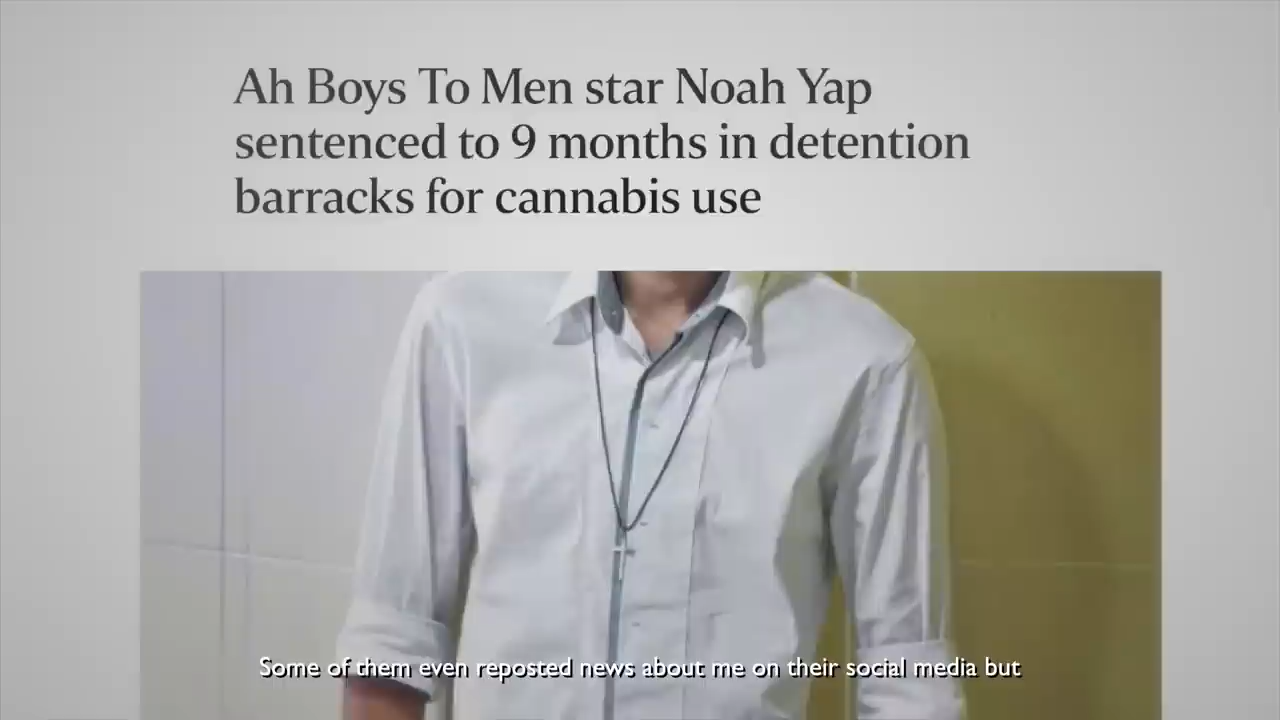 Ah Boys To Men star Noah Yap
sentenced to 9 months in detention
barracks for cannabis use
Some of them even reposted news about me on their social media but